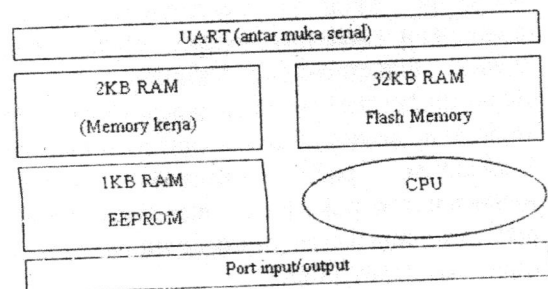 UART (antar muka serial)
2KB RAM
(Memory kerja)
32KB RAM
Flash Memory
1KB RAM
EEPROM
CPU
Port input/output